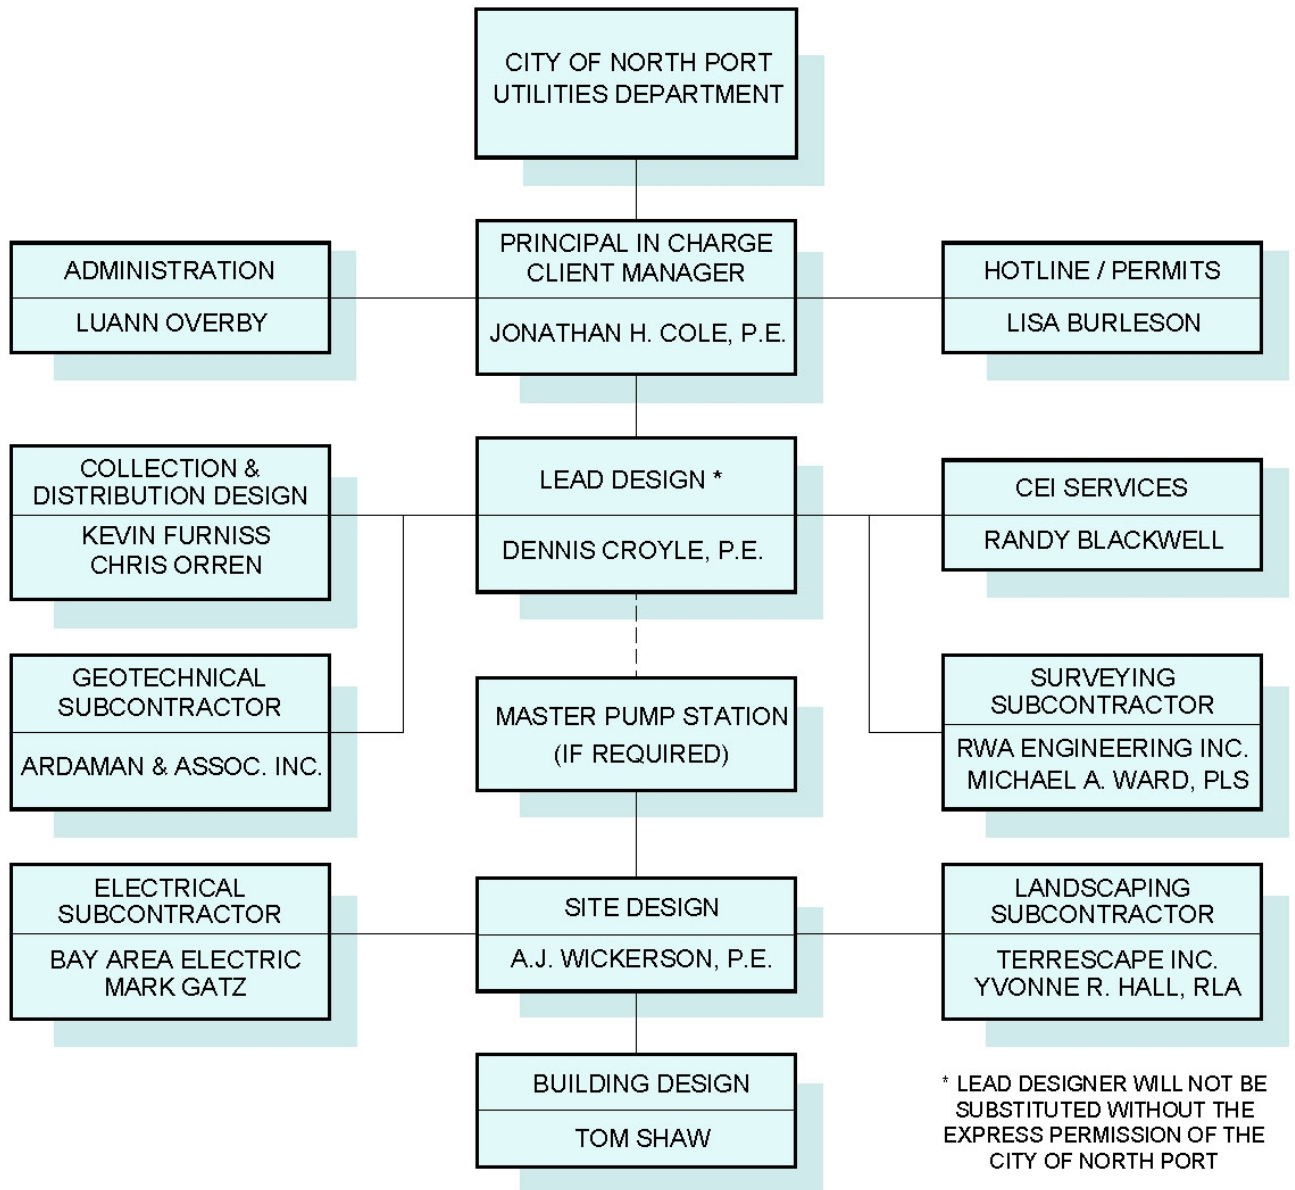 CITY OF NORTH PORT
UTILITIES DEPARTMENT
PRINCIPAL IN CHARGE
CLIENT MANAGER
JONATHAN H. COLE, P.E.
ADMINISTRATION
LUANN OVERBY
HOTLINE / PERMITS
LISA BURLESON
COLLECTION &
DISTRIBUTION DESIGN
KEVIN FURNISS
CHRIS ORREN
LEAD DESIGN *
DENNIS CROYLE, P.E.
CEI SERVICES
RANDY BLACKWELL
GEOTECHNICAL
SUBCONTRACTOR
ARDAMAN & ASSOC. INC.
MASTER PUMP STATION
(IF REQUIRED)
SURVEYING
SUBCONTRACTOR
RWA ENGINEERING INC.
MICHAEL A. WARD, PLS
ELECTRICAL
SUBCONTRACTOR
BAY AREA ELECTRIC
MARK GATZ
SITE DESIGN
A.J. WICKERSON, P.E.
LANDSCAPING
SUBCONTRACTOR
TERRESCAPE INC.
YVONNE R. HALL, RLA
BUILDING DESIGN
TOM SHAW
* LEAD DESIGNER WILL NOT BE
SUBSTITUTED WITHOUT THE
EXPRESS PERMISSION OF THE
CITY OF NORTH PORT